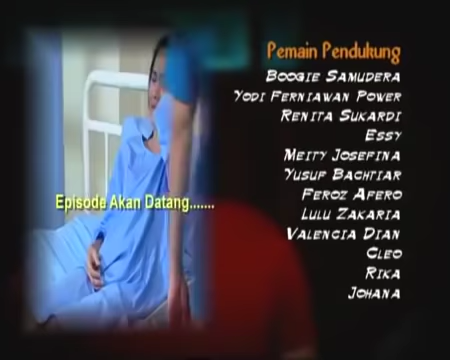 Pemain Pendukung
Boogie Samudera
Yodi Ferniawan Power
Renita Sukardi
Essy
Meity Josefina
Yusuf Bachtiar
Episode Akan Datang.......
Feroz Afero
Lulu Zakaria
Valencia Dian
Cleo
Rika
Johana